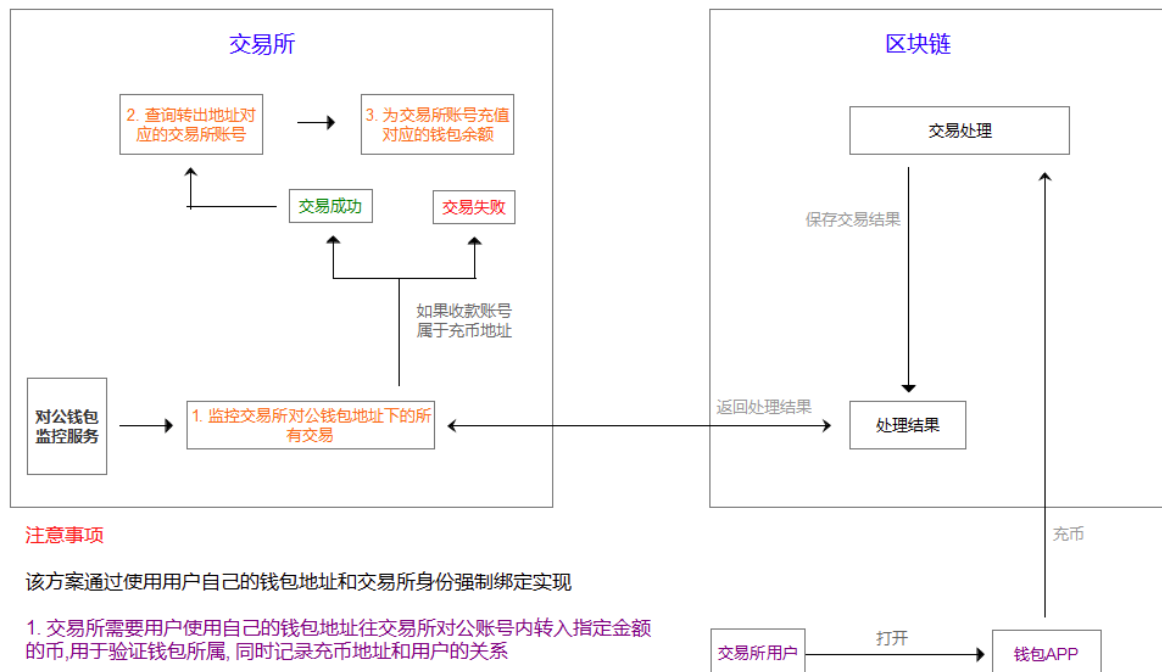 交易所
区块链
2. 查询转出地址对
应的交易所账号
3. 为交易所账号充值
对应的钱包余额
交易处理
交易成功
交易失败
保存交易结果
如果收款账号
属于充币地址
对公钱包
监控服务
1. 监控交易所对公钱包地址下的所
有交易
返回处理结果
处理结果
注意事项
充币
该方案通过使用用户自己的钱包地址和交易所身份强制绑定实现
1. 交易所需要用户使用自己的钱包地址往交易所对公账号内转入指定金额
的币,用于验证钱包所属, 同时记录充币地址和用户的关系
交易所用户
打开
钱包APP